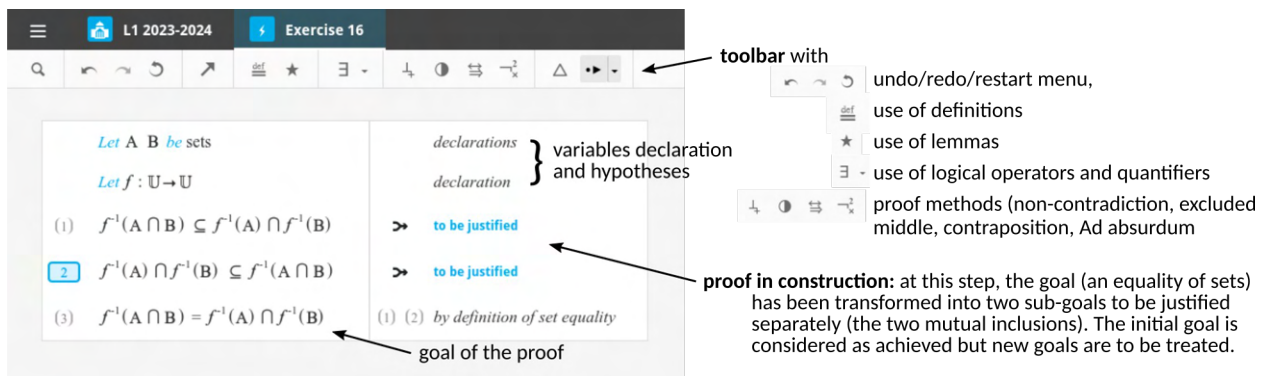 L1 2023-2024 Exercise 16
def ★ ∃
toolbar with
undo/redo/restart menu,
def use of definitions
★ use of lemmas
∃ use of logical operators and quantifiers
proof methods (non-contradiction, excluded
middle, contraposition, Ad absurdum
Let A B be sets declarations
Let f : 𝕌→𝕌 declaration
} variables declaration
and hypotheses
(1) f⁻¹(A ∩ B) ⊆ f⁻¹(A) ∩ f⁻¹(B) to be justified
2 f⁻¹(A) ∩ f⁻¹(B) ⊆ f⁻¹(A ∩ B) to be justified
(3) f⁻¹(A ∩ B) = f⁻¹(A) ∩ f⁻¹(B) (1) (2) by definition of set equality
goal of the proof
proof in construction: at this step, the goal (an equality of sets)
has been transformed into two sub-goals to be justified
separately (the two mutual inclusions). The initial goal is
considered as achieved but new goals are to be treated.